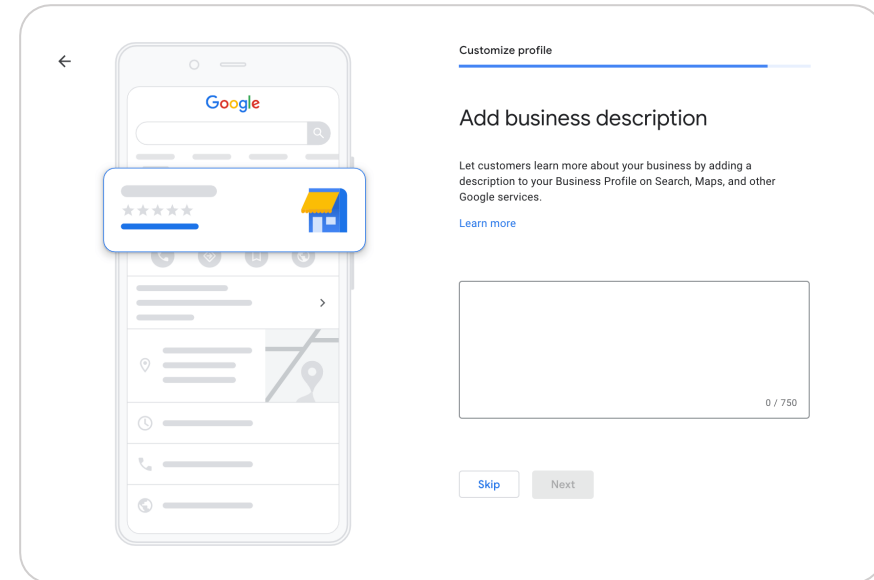 Google
Customize profile
Add business description
Let customers learn more about your business by adding a
description to your Business Profile on Search, Maps, and other
Google services.
Learn more
0 / 750
Skip
Next